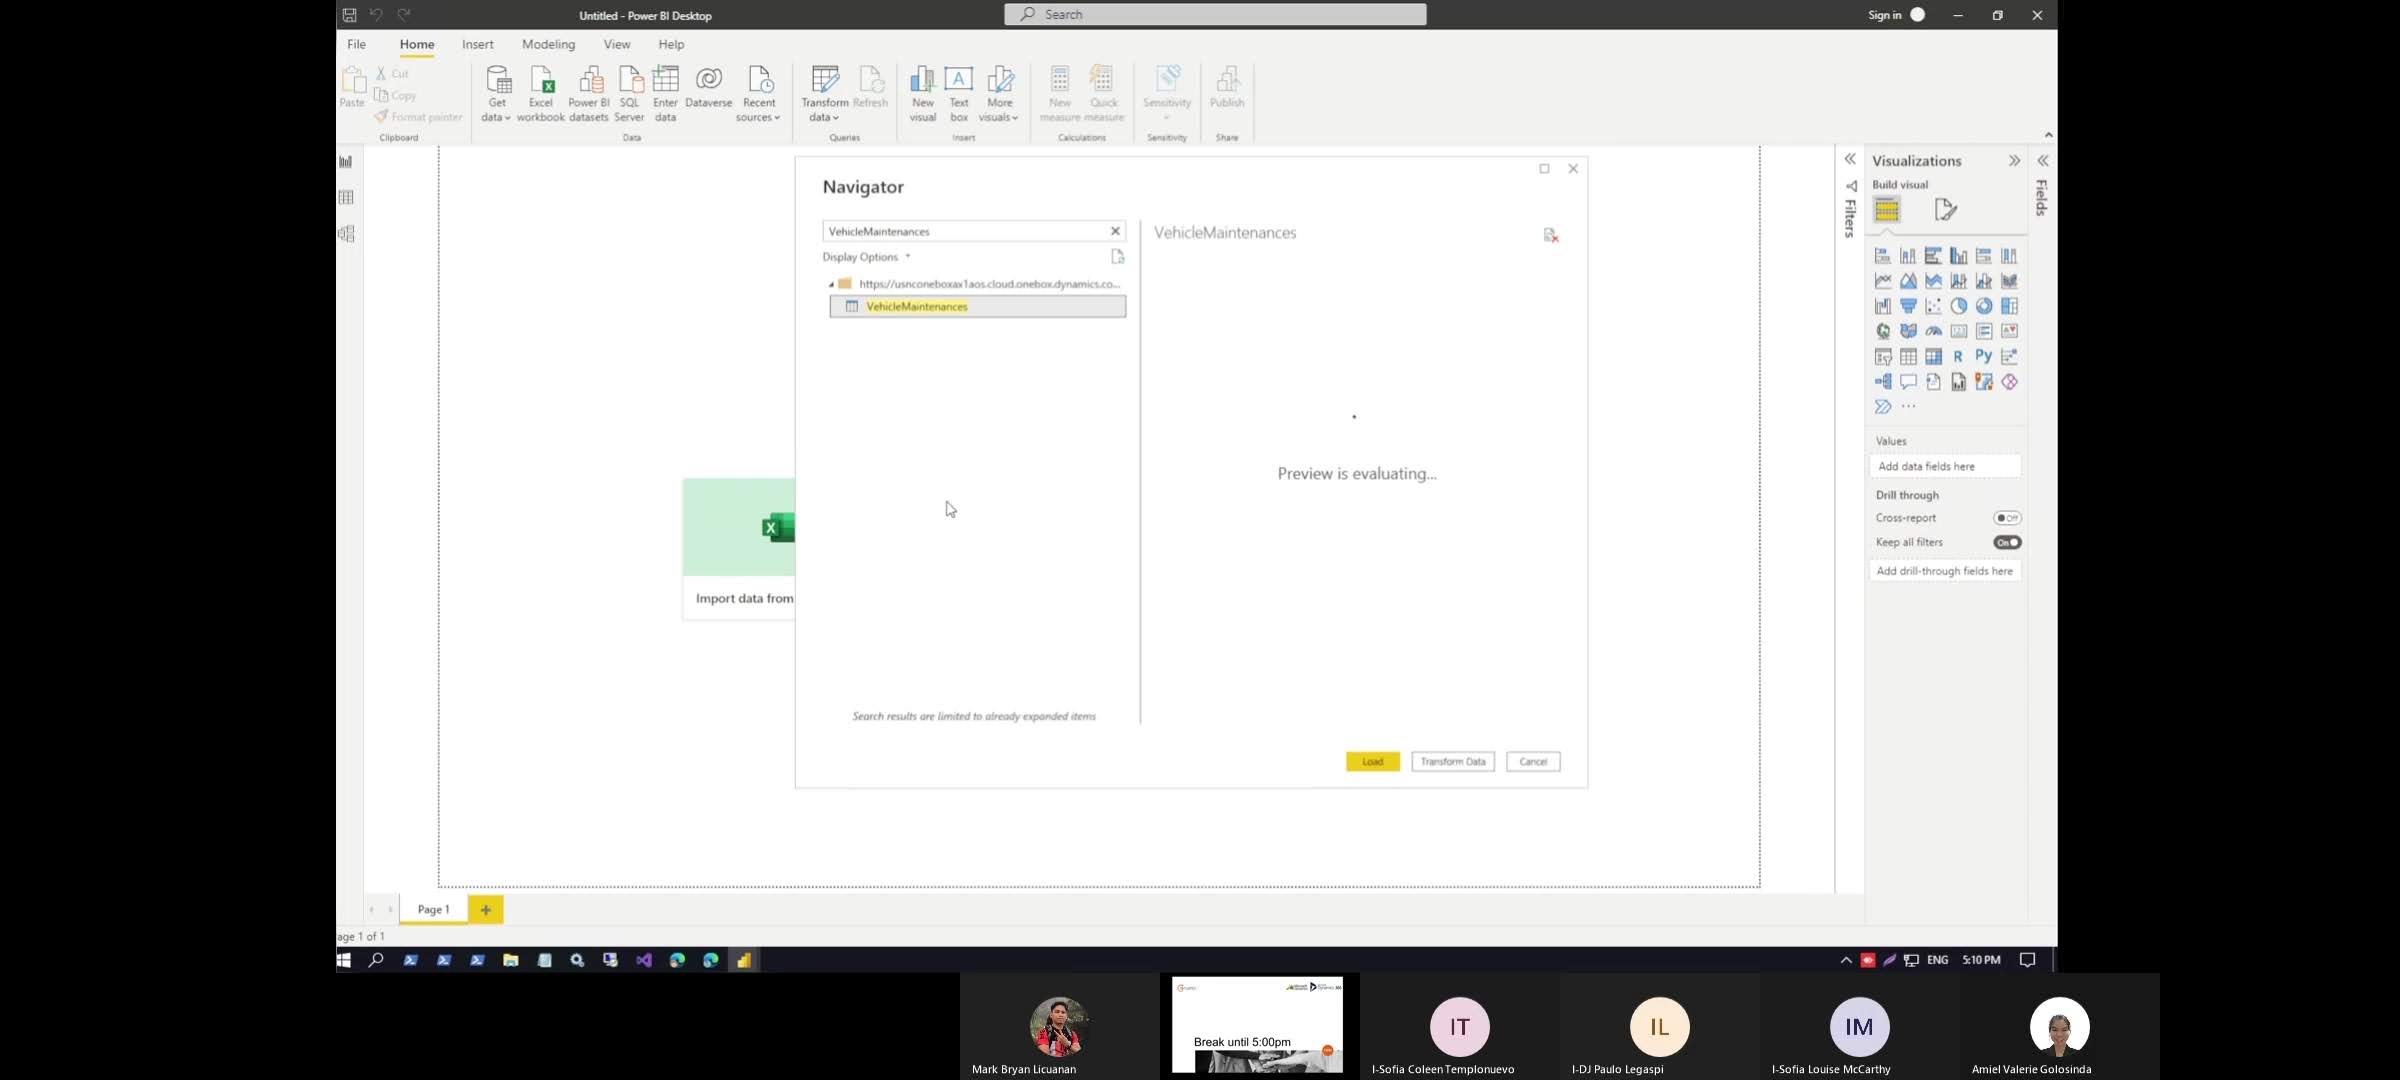 Untitled - Power BI Desktop
Search
Sign in
File
Home
Insert
Modeling
View
Help
Paste
Cut
Copy
Format painter
Clipboard
Get data
Excel workbook
Power BI datasets
SQL Server
Enter data
Dataverse
Recent sources
Data
Transform data
Refresh
Queries
New visual
Text box
More visuals
Insert
New measure
Quick measure
Calculations
Sensitivity
Sensitivity
Publish
Share
Navigator
VehicleMaintenances
Display Options
https://usnconeboxax1aos.cloud.onebox.dynamics.co...
VehicleMaintenances
Search results are limited to already expanded items
VehicleMaintenances
Preview is evaluating...
Load
Transform Data
Cancel
Import data from
Filters
Visualizations
Build visual
R
Py
Values
Add data fields here
Drill through
Cross-report
Off
Keep all filters
On
Add drill-through fields here
Fields
Page 1
age 1 of 1
ENG
5:10 PM
Break until 5:00pm
IT
IL
IM
Mark Bryan Licuanan
I-Sofia Coleen Templonuevo
I-DJ Paulo Legaspi
I-Sofia Louise McCarthy
Amiel Valerie Golosinda